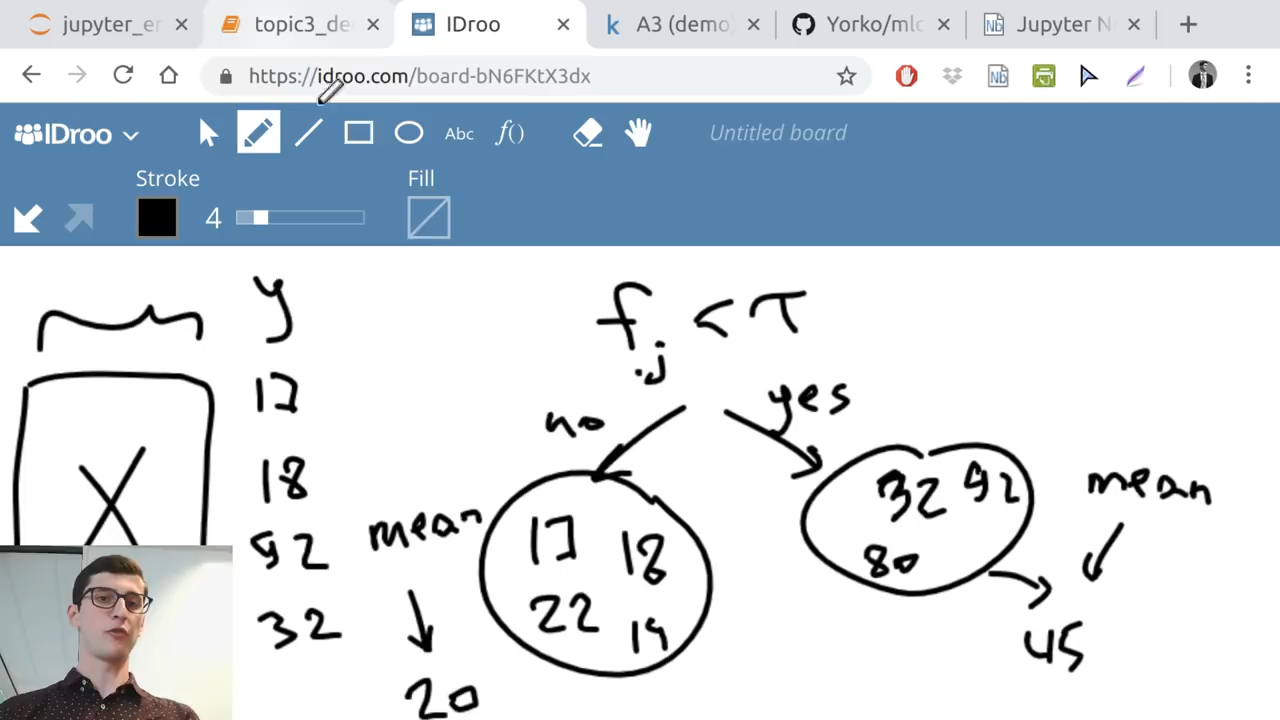 jupyter_en
topic3_de
IDroo
A3 (demo)
Yorko/mlc
Jupyter N
https://idroo.com/board-bN6FKtX3dx
IDroo
Abc
f()
Untitled board
Stroke
Fill
4
y
17
18
92
32
f.j < τ
no
yes
mean
17 18
22 19
20
32 92
80
mean
45